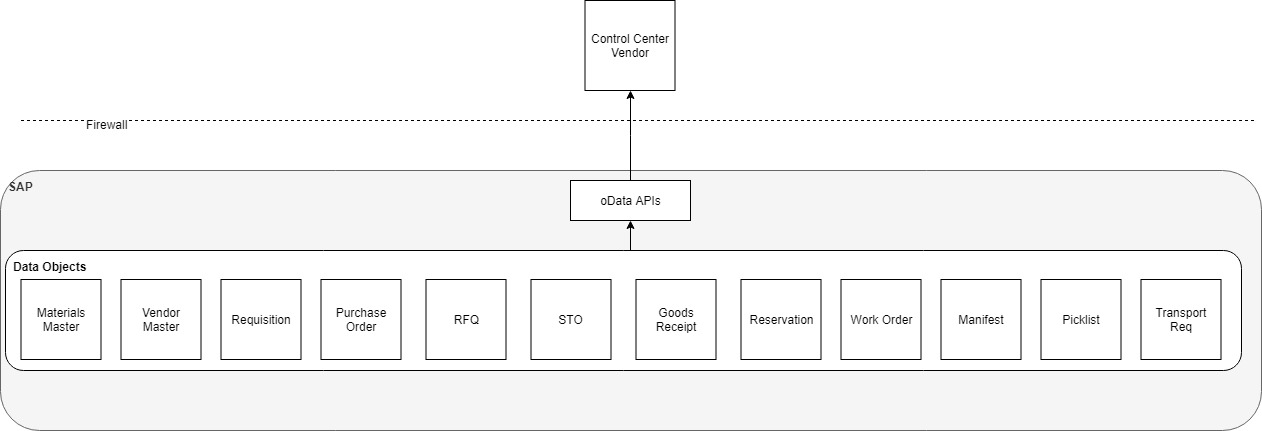 Control Center
Vendor
Firewall
SAP
oData APIs
Data Objects
Materials
Master
Vendor
Master
Requisition
Purchase
Order
RFQ
STO
Goods
Receipt
Reservation
Work Order
Manifest
Picklist
Transport
Req